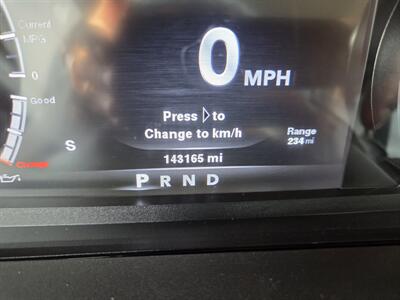 Current
MPG
0
Good
0 MPH
Press ▷ to
Change to km/h
S
Range
234 mi
143165 mi
P R N D